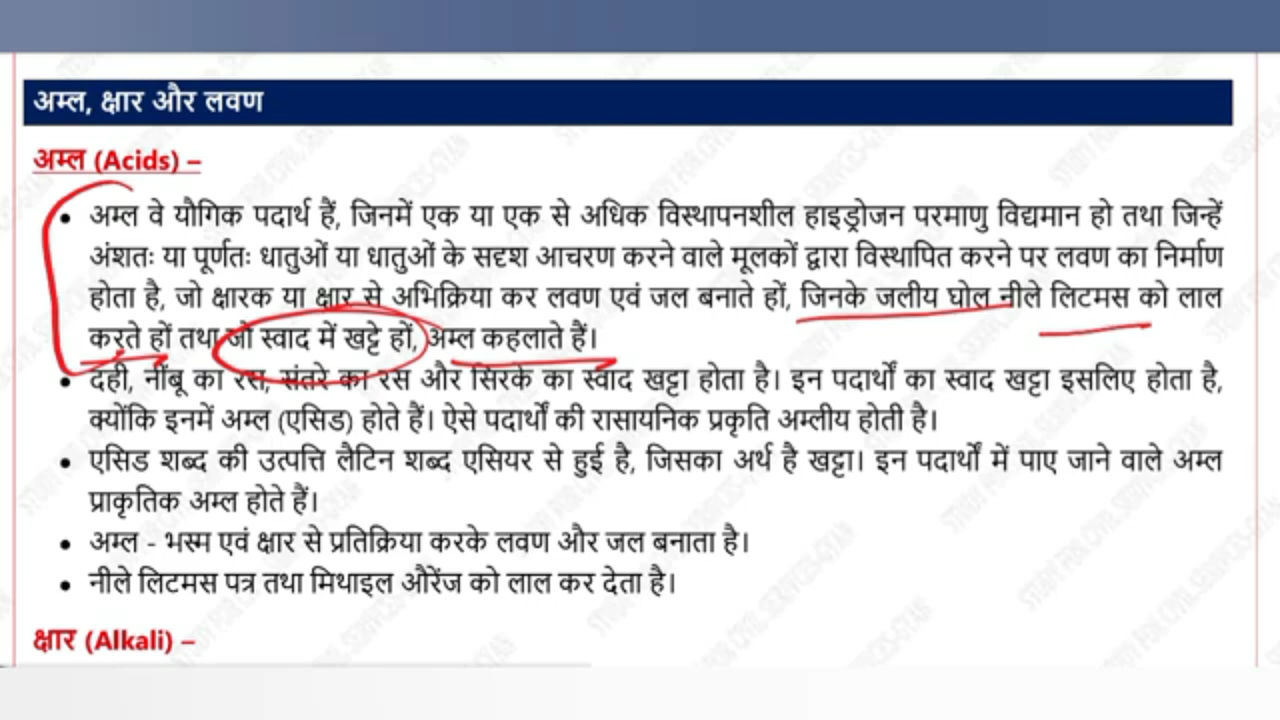 अम्ल, क्षार और लवण
अम्ल (Acids) –
• अम्ल वे यौगिक पदार्थ हैं, जिनमें एक या एक से अधिक विस्थापनशील हाइड्रोजन परमाणु विद्यमान हो तथा जिन्हें
अंशतः या पूर्णतः धातुओं या धातुओं के सदृश आचरण करने वाले मूलकों द्वारा विस्थापित करने पर लवण का निर्माण
होता है, जो क्षारक या क्षार से अभिक्रिया कर लवण एवं जल बनाते हों, जिनके जलीय घोल नीले लिटमस को लाल
करते हों तथा जो स्वाद में खट्टे हों, अम्ल कहलाते हैं।
• दही, नींबू का रस, संतरे का रस और सिरके का स्वाद खट्टा होता है। इन पदार्थों का स्वाद खट्टा इसलिए होता है,
क्योंकि इनमें अम्ल (एसिड) होते हैं। ऐसे पदार्थों की रासायनिक प्रकृति अम्लीय होती है।
• एसिड शब्द की उत्पत्ति लैटिन शब्द एसियर से हुई है, जिसका अर्थ है खट्टा। इन पदार्थों में पाए जाने वाले अम्ल
प्राकृतिक अम्ल होते हैं।
• अम्ल - भस्म एवं क्षार से प्रतिक्रिया करके लवण और जल बनाता है।
• नीले लिटमस पत्र तथा मिथाइल औरेंज को लाल कर देता है।
क्षार (Alkali) –